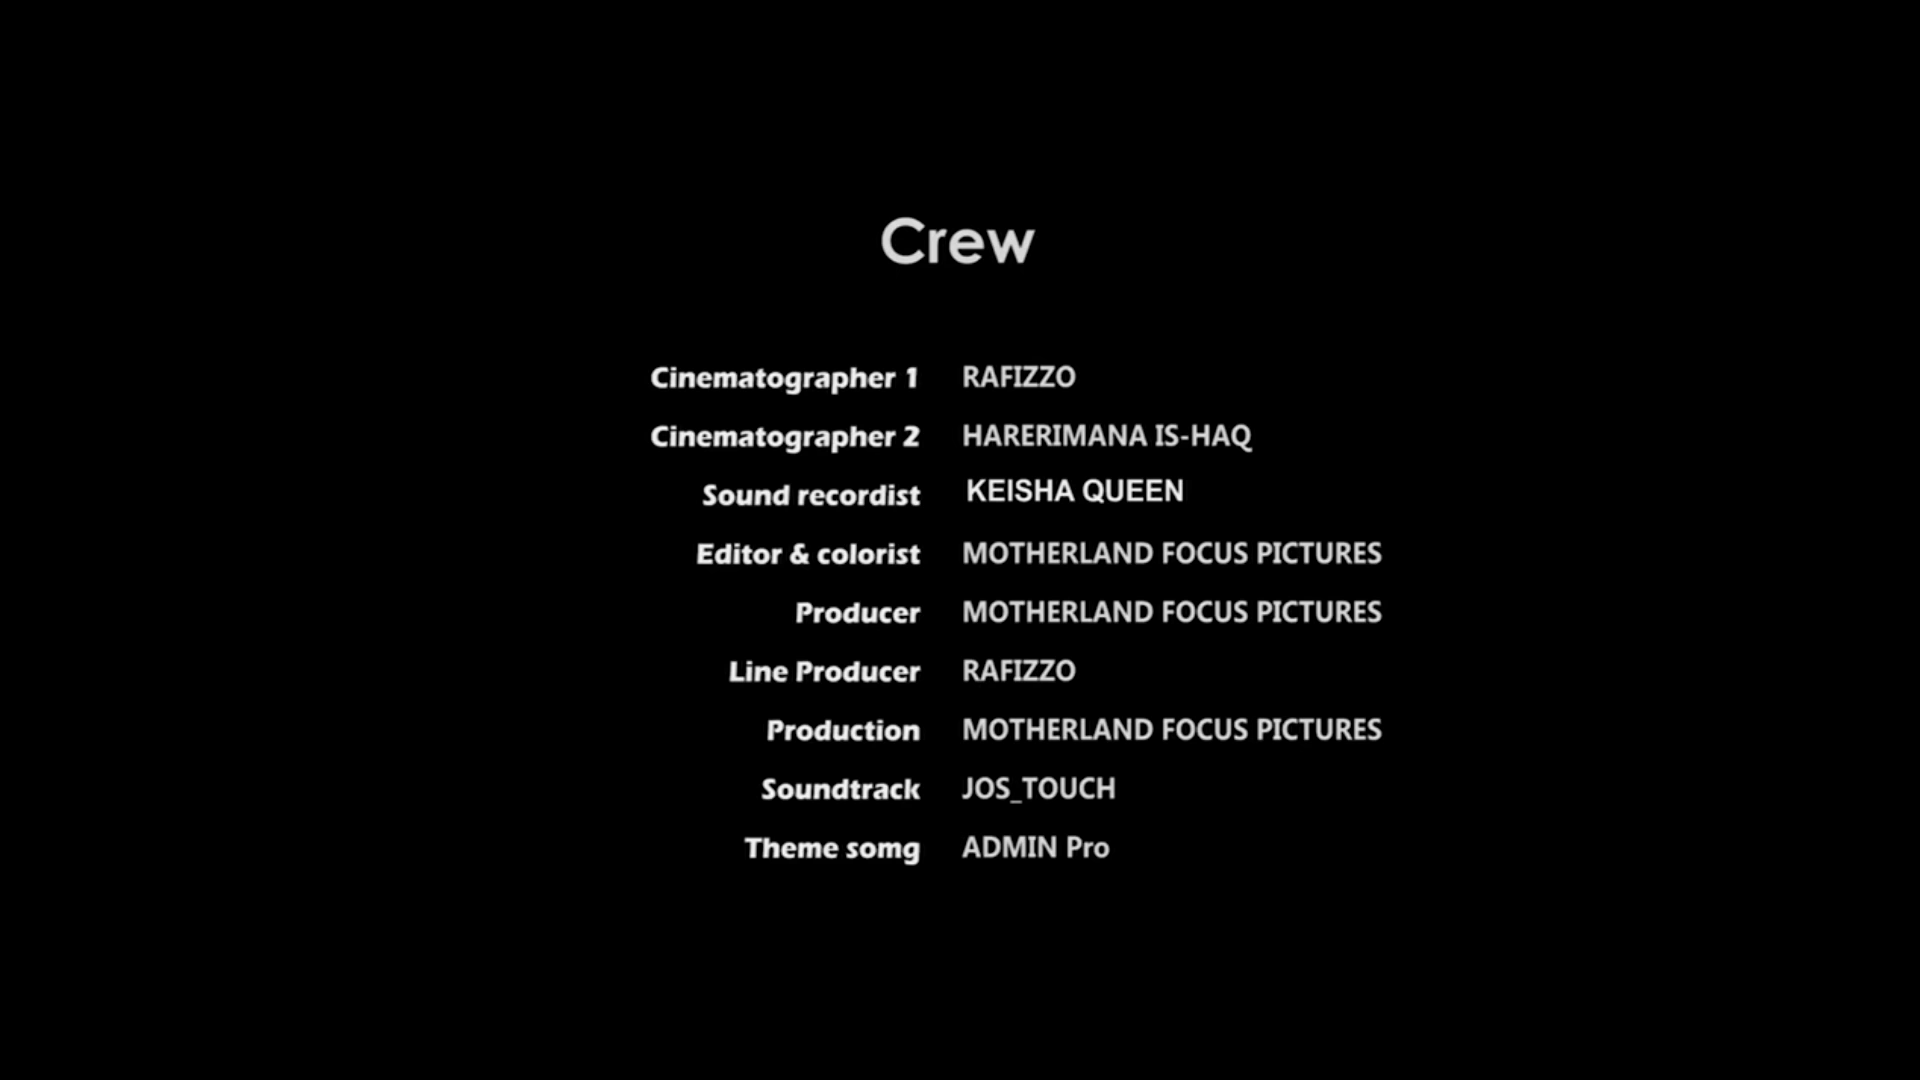 Crew
Cinematographer 1 RAFIZZO
Cinematographer 2 HARERIMANA IS-HAQ
Sound recordist KEISHA QUEEN
Editor & colorist MOTHERLAND FOCUS PICTURES
Producer MOTHERLAND FOCUS PICTURES
Line Producer RAFIZZO
Production MOTHERLAND FOCUS PICTURES
Soundtrack JOS_TOUCH
Theme somg ADMIN Pro